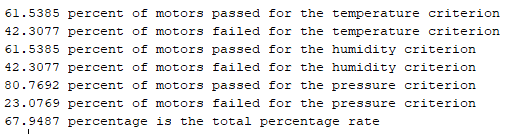 61.5385 percent of motors passed for the temperature criterion
42.3077 percent of motors failed for the temperature criterion
61.5385 percent of motors passed for the humidity criterion
42.3077 percent of motors failed for the humidity criterion
80.7692 percent of motors passed for the pressure criterion
23.0769 percent of motors failed for the pressure criterion
67.9487 percentage is the total percentage rate